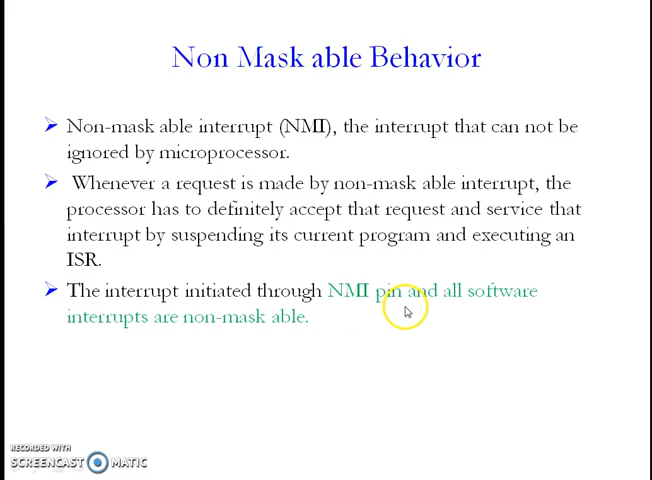 Non Mask able Behavior
➤ Non-mask able interrupt (NMI), the interrupt that can not be
ignored by microprocessor.
➤ Whenever a request is made by non-mask able interrupt, the
processor has to definitely accept that request and service that
interrupt by suspending its current program and executing an
ISR.
➤ The interrupt initiated through NMI pin and all software
interrupts are non-mask able.
RECORDED WITH
SCREENCAST MATIC